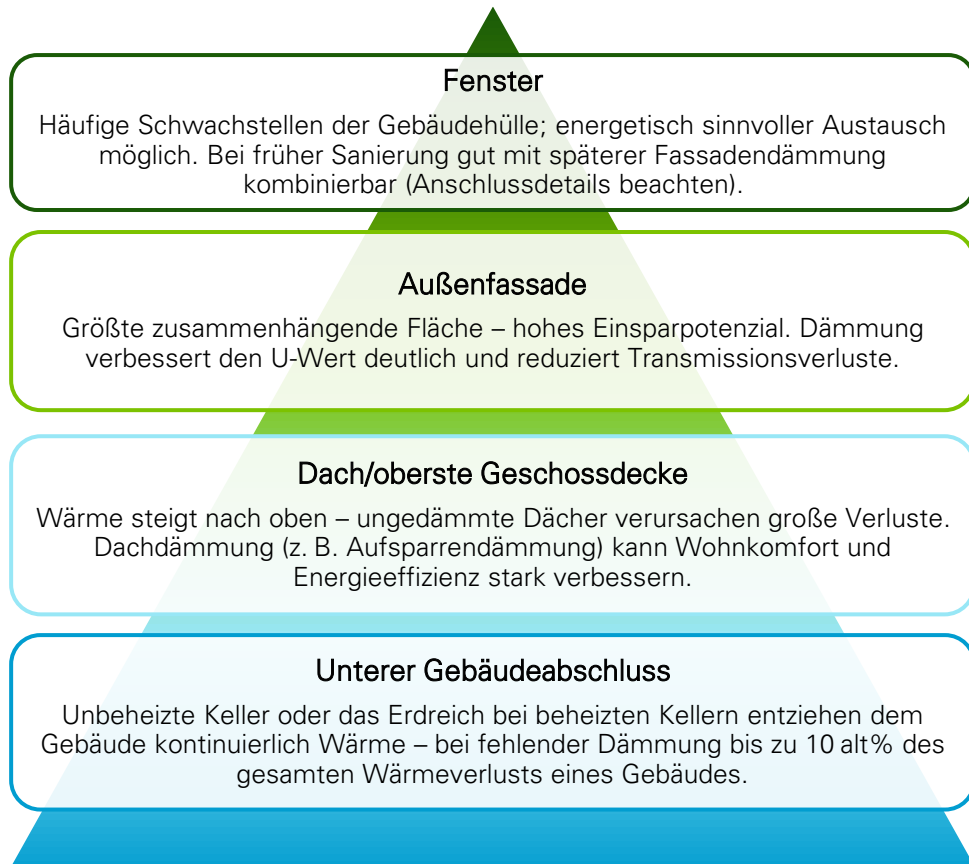 Fenster
Häufige Schwachstellen der Gebäudehülle; energetisch sinnvoller Austausch
möglich. Bei früher Sanierung gut mit späterer Fassadendämmung
kombinierbar (Anschlussdetails beachten).
Außenfassade
Größte zusammenhängende Fläche – hohes Einsparpotenzial. Dämmung
verbessert den U-Wert deutlich und reduziert Transmissionsverluste.
Dach/oberste Geschossdecke
Wärme steigt nach oben – ungedämmte Dächer verursachen große Verluste.
Dachdämmung (z. B. Aufsparrendämmung) kann Wohnkomfort und
Energieeffizienz stark verbessern.
Unterer Gebäudeabschluss
Unbeheizte Keller oder das Erdreich bei beheizten Kellern entziehen dem
Gebäude kontinuierlich Wärme – bei fehlender Dämmung bis zu 10 alt% des
gesamten Wärmeverlusts eines Gebäudes.